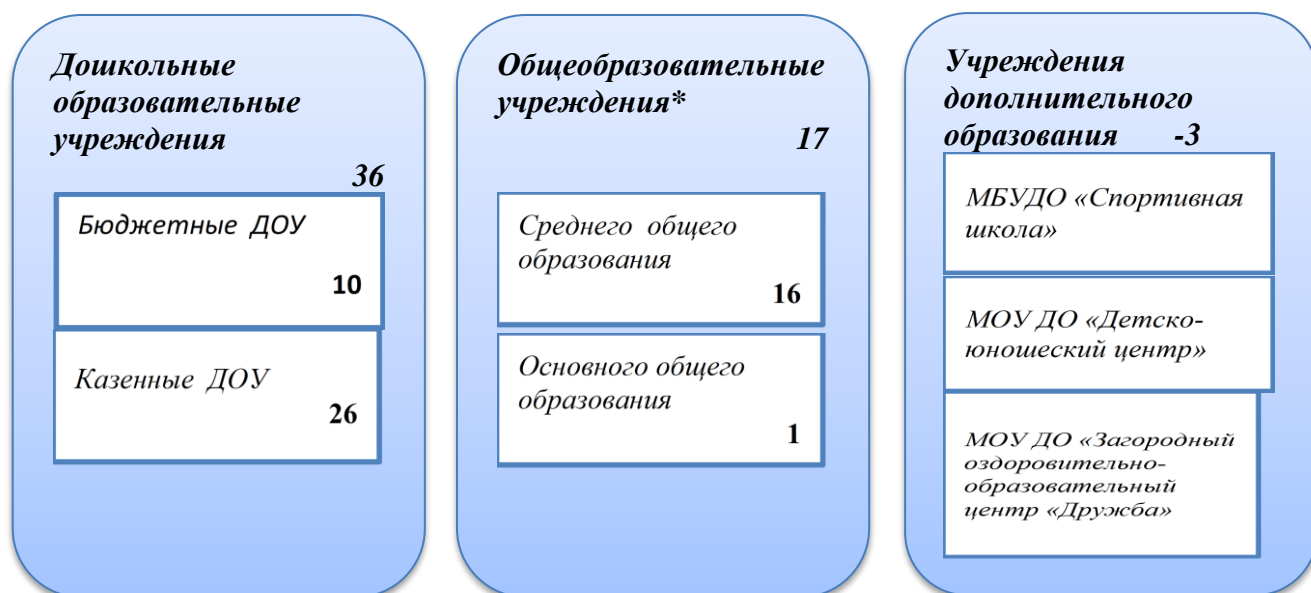 Дошкольные
образовательные
учреждения
36
Бюджетные ДОУ
10
Казенные ДОУ
26
Общеобразовательные
учреждения*
17
Среднего общего
образования
16
Основного общего
образования
1
Учреждения
дополнительного
образования -3
МБУДО «Спортивная
школа»
МОУ ДО «Детско-
юношеский центр»
МОУ ДО «Загородный
оздоровительно-
образовательный
центр «Дружба»